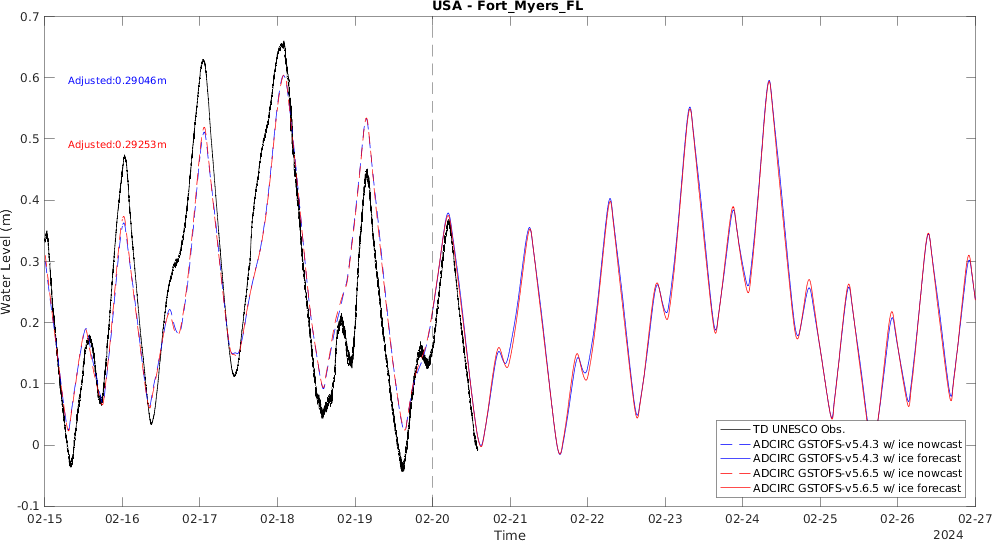 USA - Fort_Myers_FL
0.7
0.6
0.5
0.4
0.3
0.2
0.1
0
-0.1
Water Level (m)
Adjusted:0.29046m
Adjusted:0.29253m
TD UNESCO Obs.
ADCIRC GSTOFS-v5.4.3 w/ ice nowcast
ADCIRC GSTOFS-v5.4.3 w/ ice forecast
ADCIRC GSTOFS-v5.6.5 w/ ice nowcast
ADCIRC GSTOFS-v5.6.5 w/ ice forecast
02-15 02-16 02-17 02-18 02-19 02-20 02-21 02-22 02-23 02-24 02-25 02-26 02-27
Time
2024